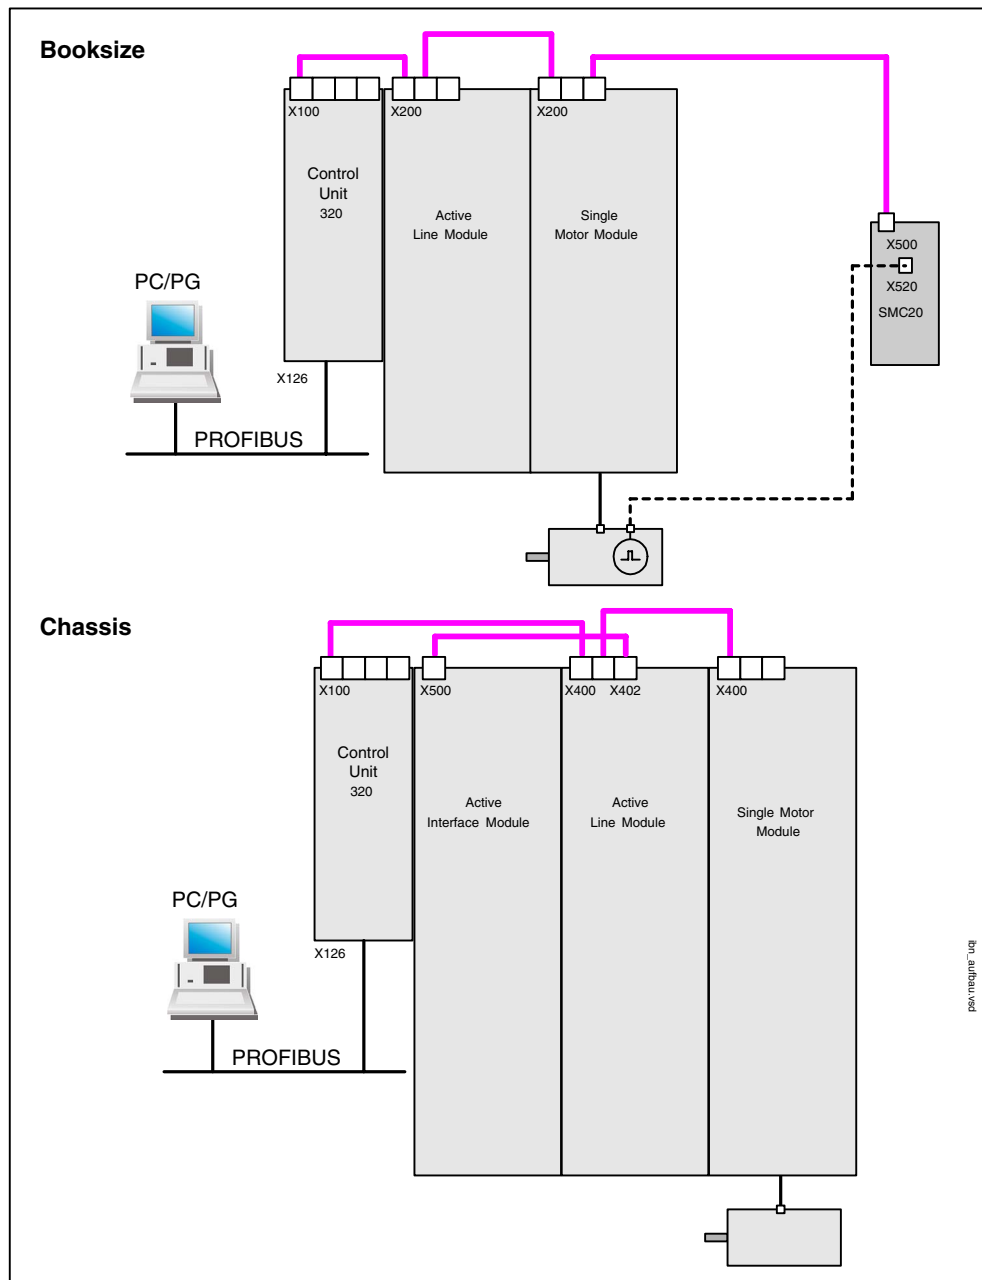 Booksize
X100
X200
X200
Control
Unit
320
Active
Line Module
Single
Motor Module
X500
X520
SMC20
PC/PG
X126
PROFIBUS
Chassis
X100
X500
X400
X402
X400
Control
Unit
320
Active
Interface Module
Active
Line Module
Single Motor
Module
PC/PG
X126
PROFIBUS
ibn_aufbau.vsd